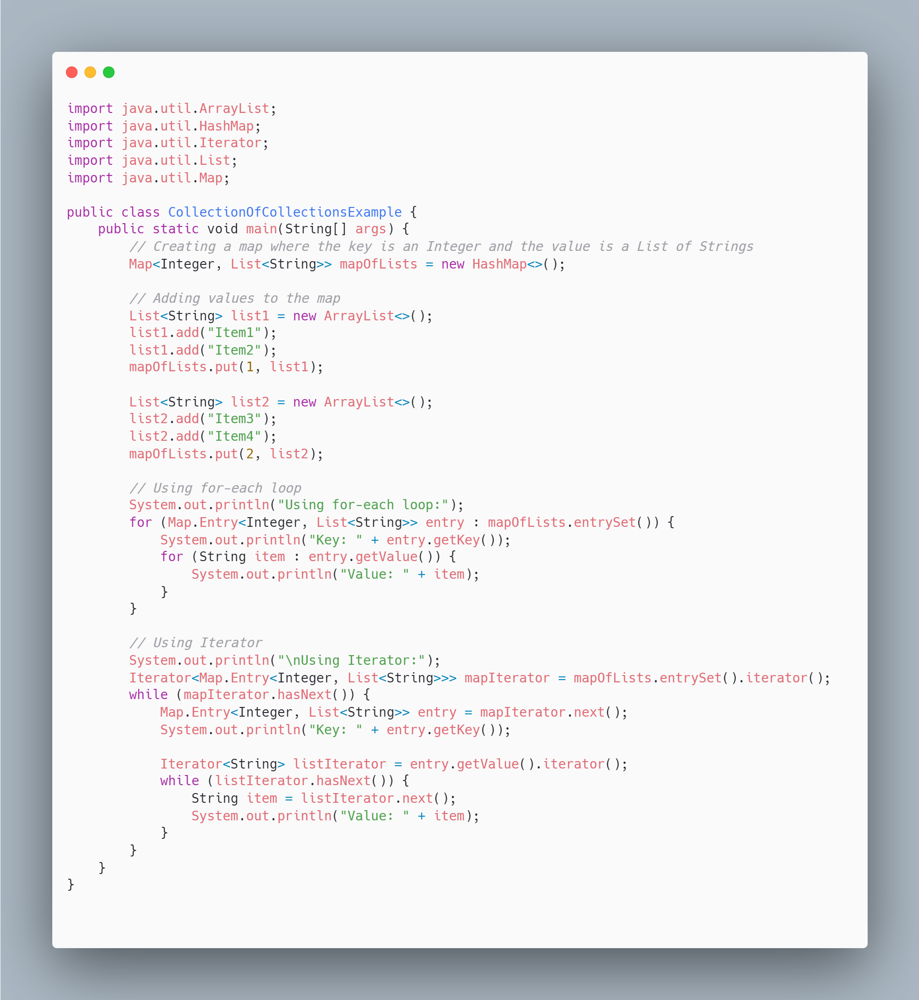 import java.util.ArrayList;
import java.util.HashMap;
import java.util.Iterator;
import java.util.List;
import java.util.Map;

public class CollectionOfCollectionsExample {
    public static void main(String[] args) {
        // Creating a map where the key is an Integer and the value is a List of Strings
        Map<Integer, List<String>> mapOfLists = new HashMap<>();

        // Adding values to the map
        List<String> list1 = new ArrayList<>();
        list1.add("Item1");
        list1.add("Item2");
        mapOfLists.put(1, list1);

        List<String> list2 = new ArrayList<>();
        list2.add("Item3");
        list2.add("Item4");
        mapOfLists.put(2, list2);

        // Using for-each loop
        System.out.println("Using for-each loop:");
        for (Map.Entry<Integer, List<String>> entry : mapOfLists.entrySet()) {
            System.out.println("Key: " + entry.getKey());
            for (String item : entry.getValue()) {
                System.out.println("Value: " + item);
            }
        }

        // Using Iterator
        System.out.println("\nUsing Iterator:");
        Iterator<Map.Entry<Integer, List<String>>> mapIterator = mapOfLists.entrySet().iterator();
        while (mapIterator.hasNext()) {
            Map.Entry<Integer, List<String>> entry = mapIterator.next();
            System.out.println("Key: " + entry.getKey());

            Iterator<String> listIterator = entry.getValue().iterator();
            while (listIterator.hasNext()) {
                String item = listIterator.next();
                System.out.println("Value: " + item);
            }
        }
    }
}